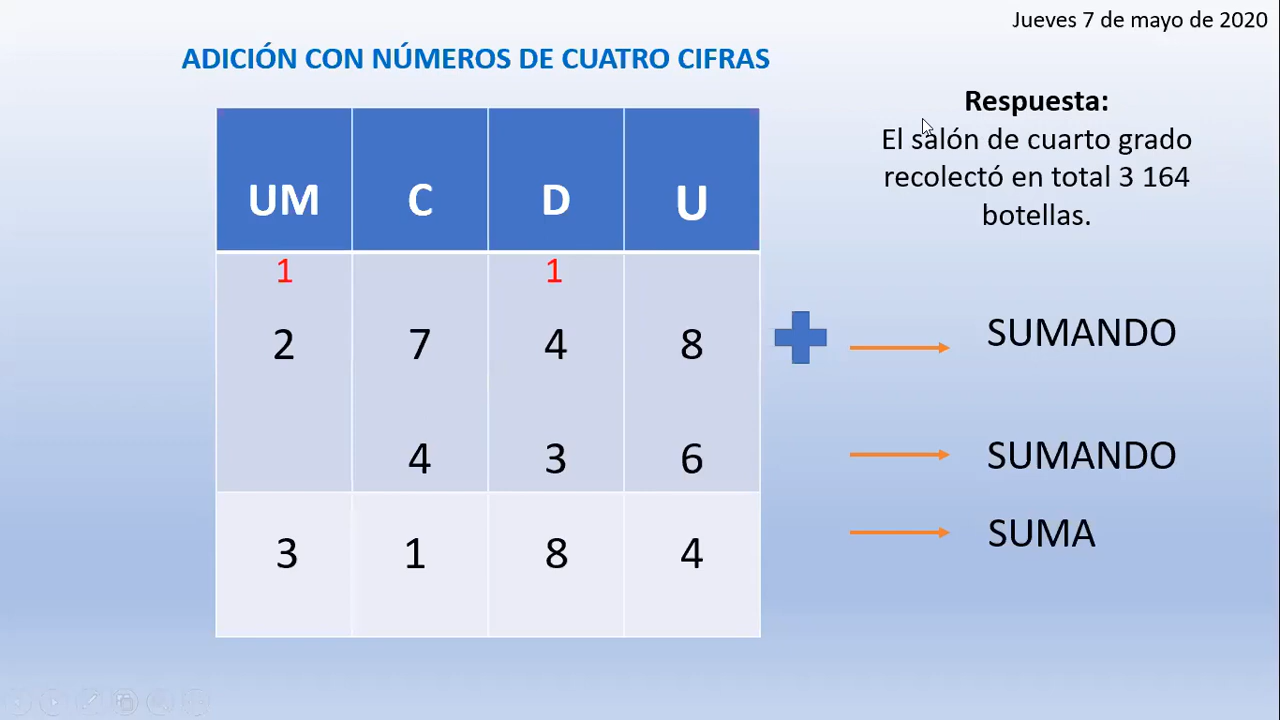 Jueves 7 de mayo de 2020
ADICIÓN CON NÚMEROS DE CUATRO CIFRAS
Respuesta:
El salón de cuarto grado
recolectó en total 3 164
botellas.
UM C D U
1 1
2 7 4 8
SUMANDO
4 3 6
SUMANDO
3 1 8 4
SUMA